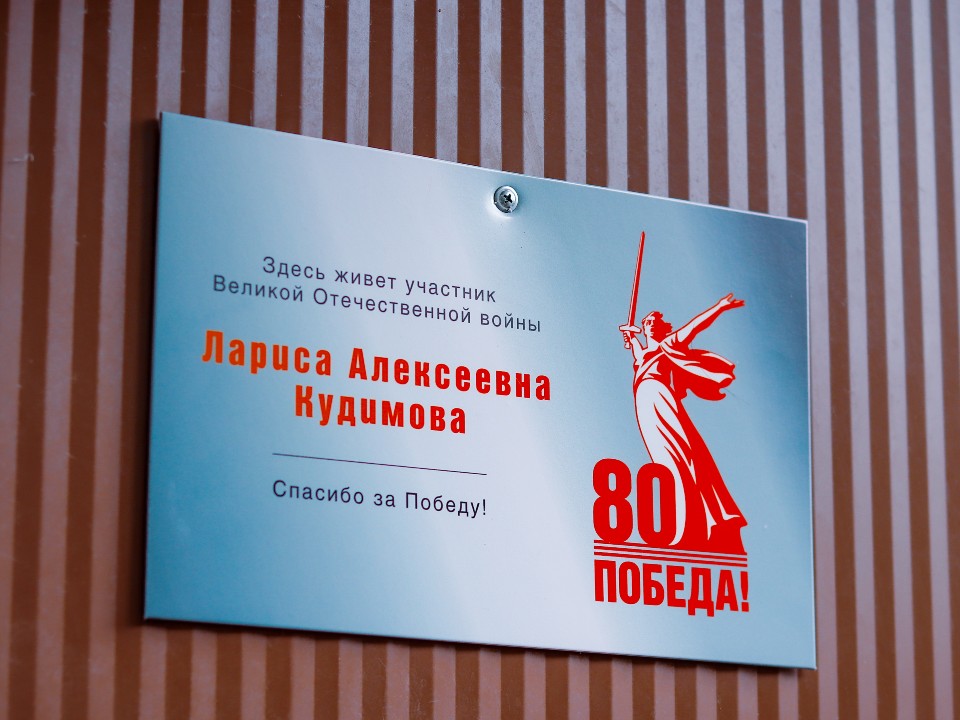 Здесь живет участник
Великой Отечественной войны
Лариса Алексеевна
Кудимова
Спасибо за Победу!
80
ПОБЕДА!